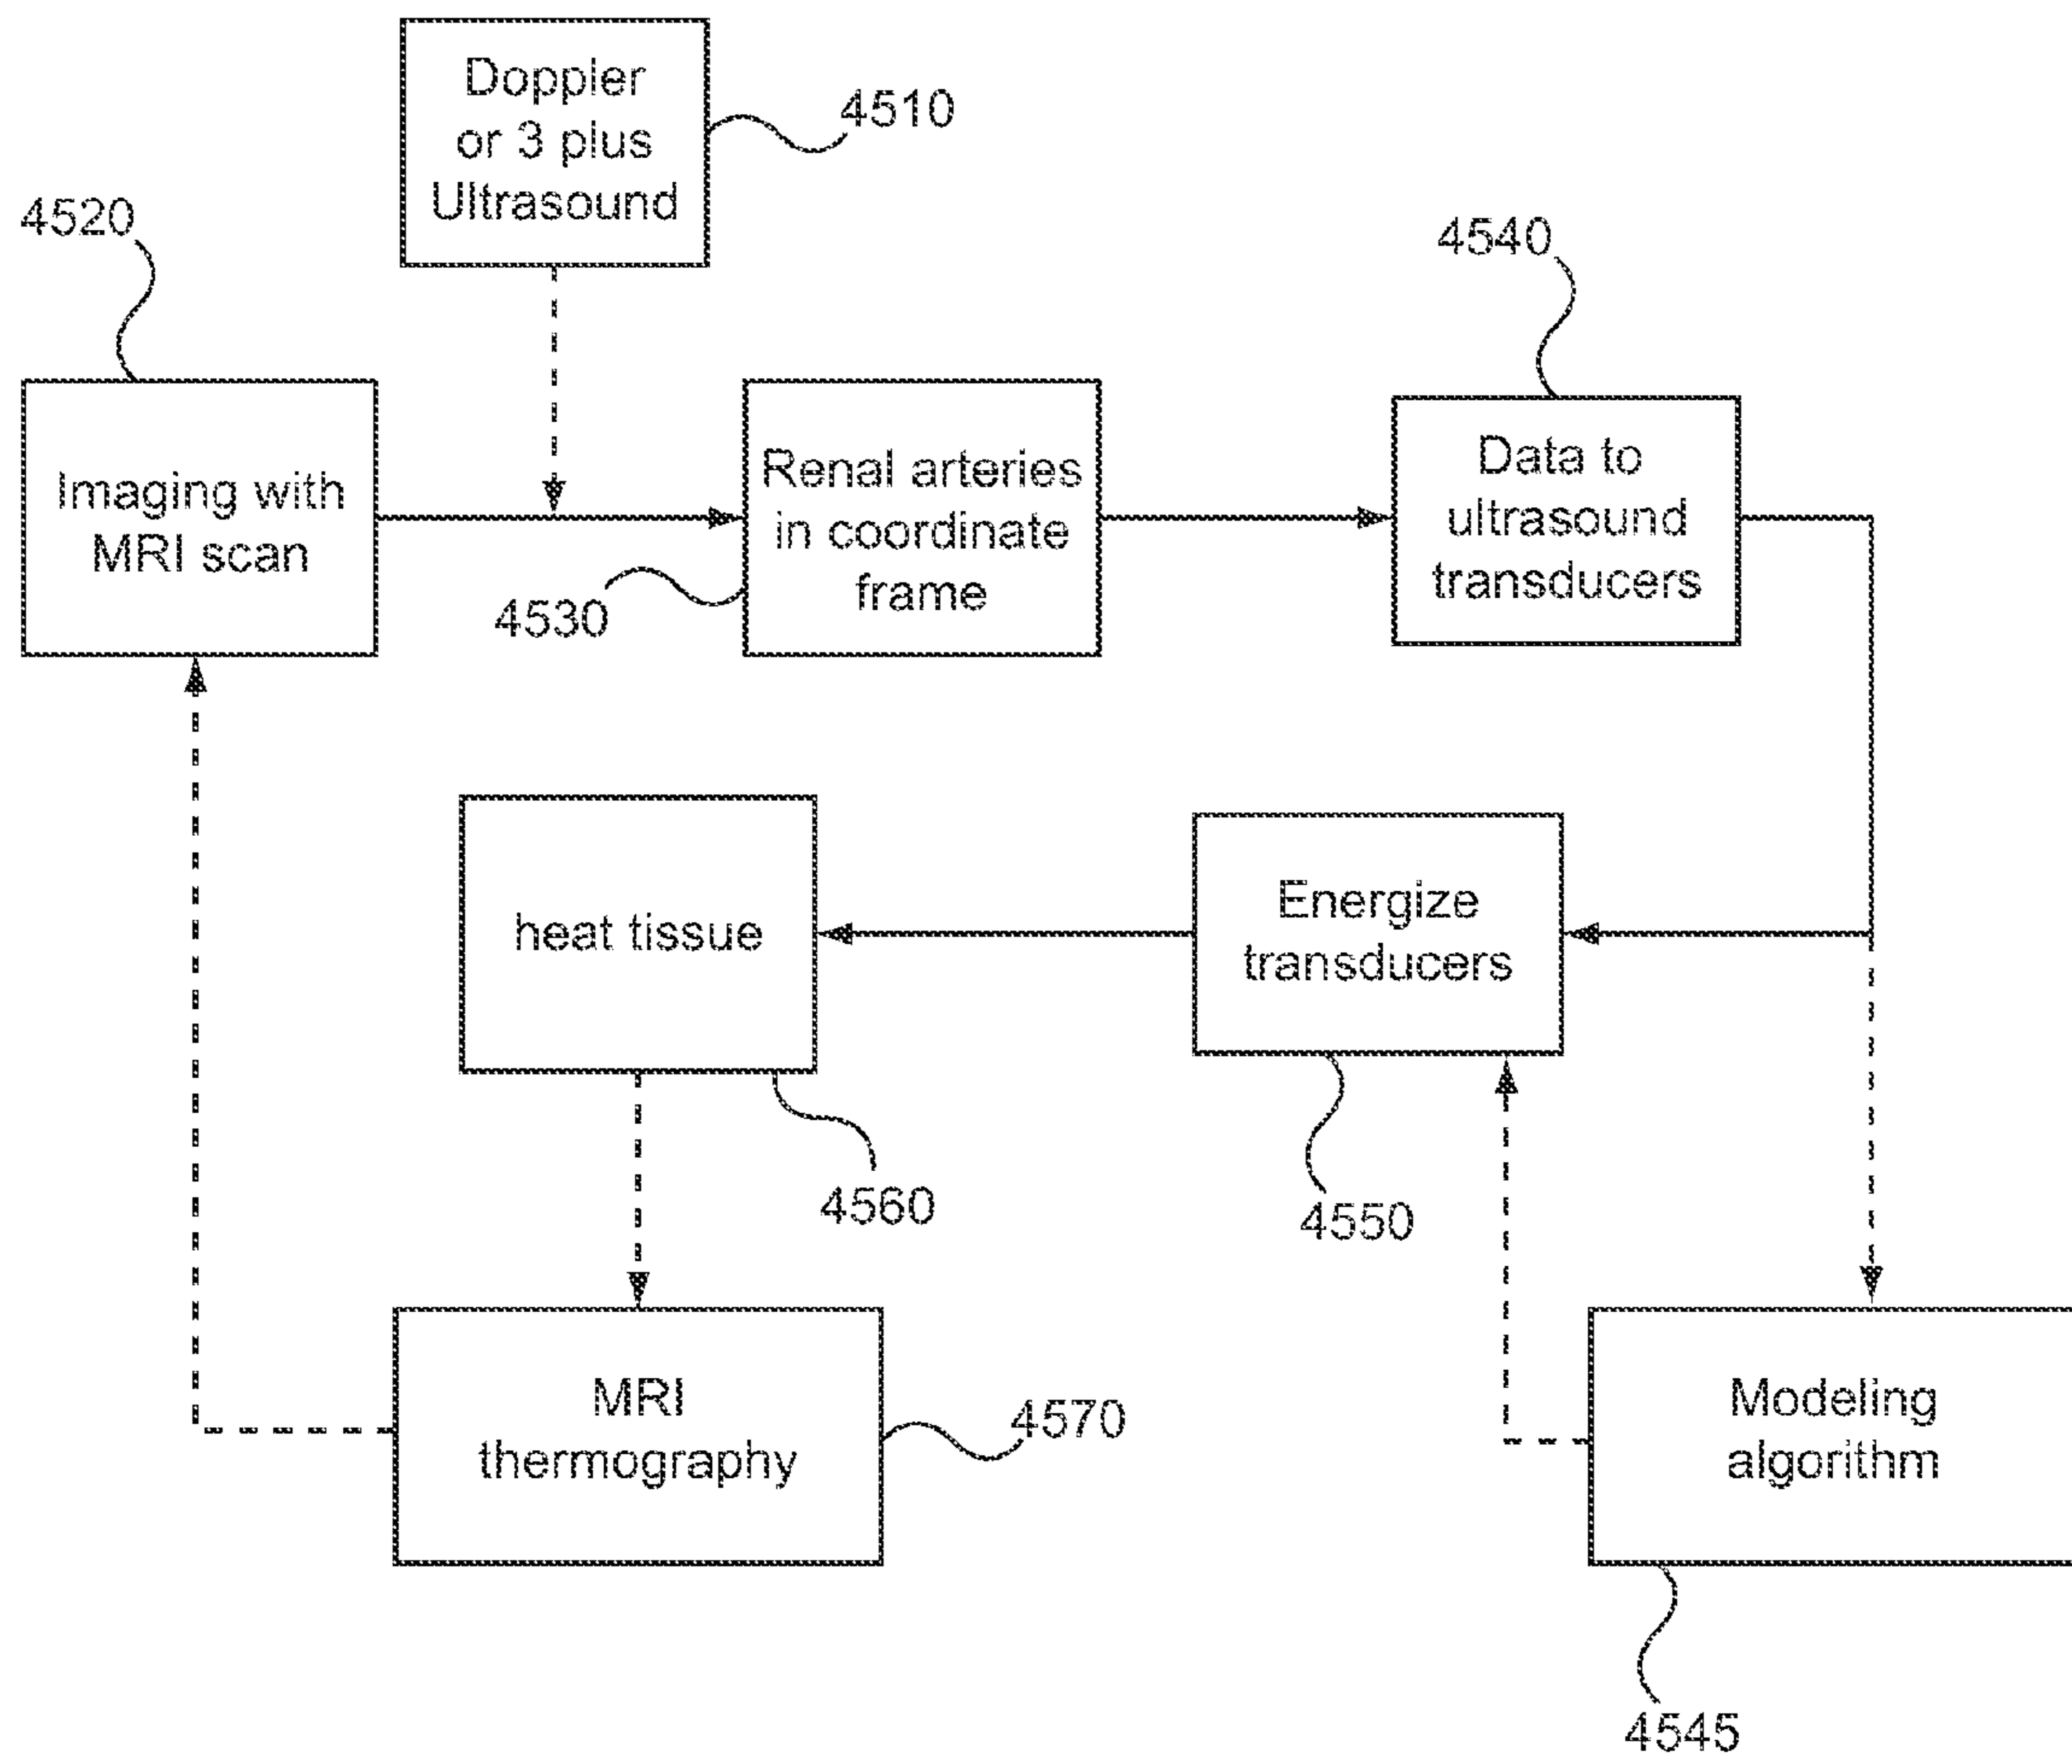 Doppler
or 3 plus
Ultrasound
4510
4520
4540
Imaging with
MRI scan
Renal arteries
in coordinate
frame
4530
Data to
ultrasound
transducers
heat tissue
Energize
transducers
4560
4550
MRI
thermography
4570
Modeling
algorithm
4545